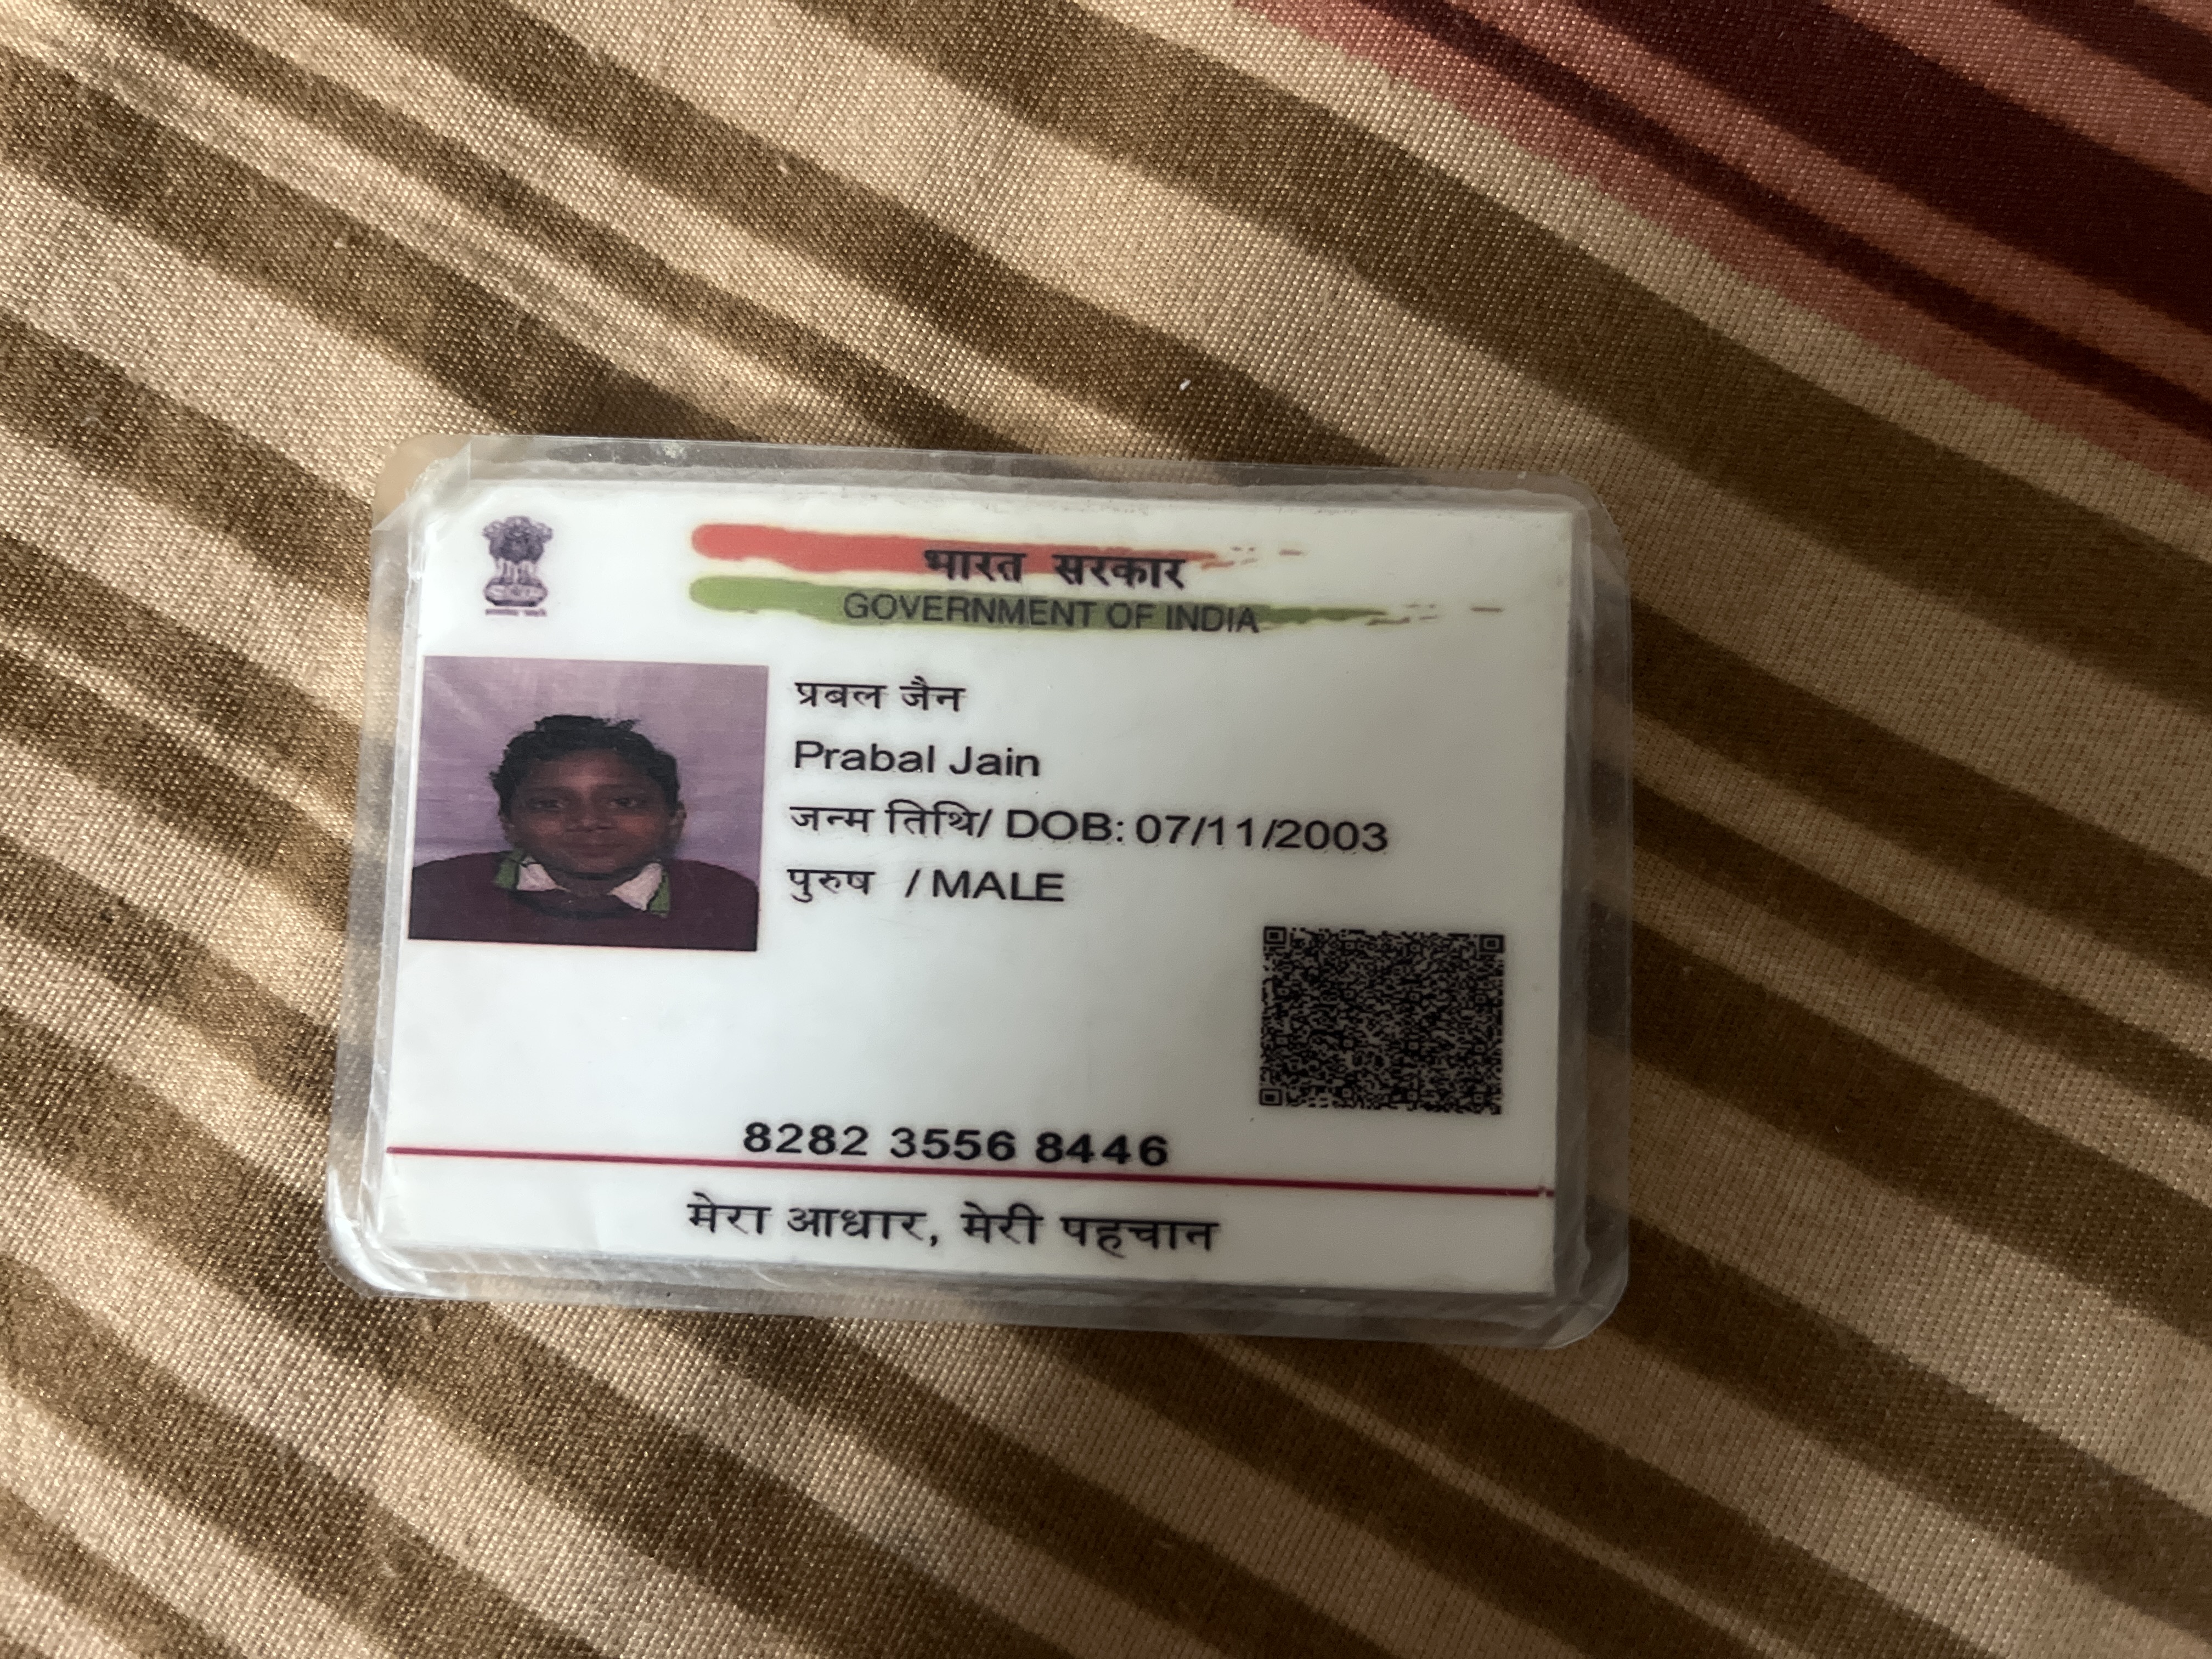 भारत सरकार
GOVERNMENT OF INDIA
प्रबल जैन
Prabal Jain
जन्म तिथि/ DOB: 07/11/2003
पुरुष / MALE
8282 3556 8446
मेरा आधार, मेरी पहचान